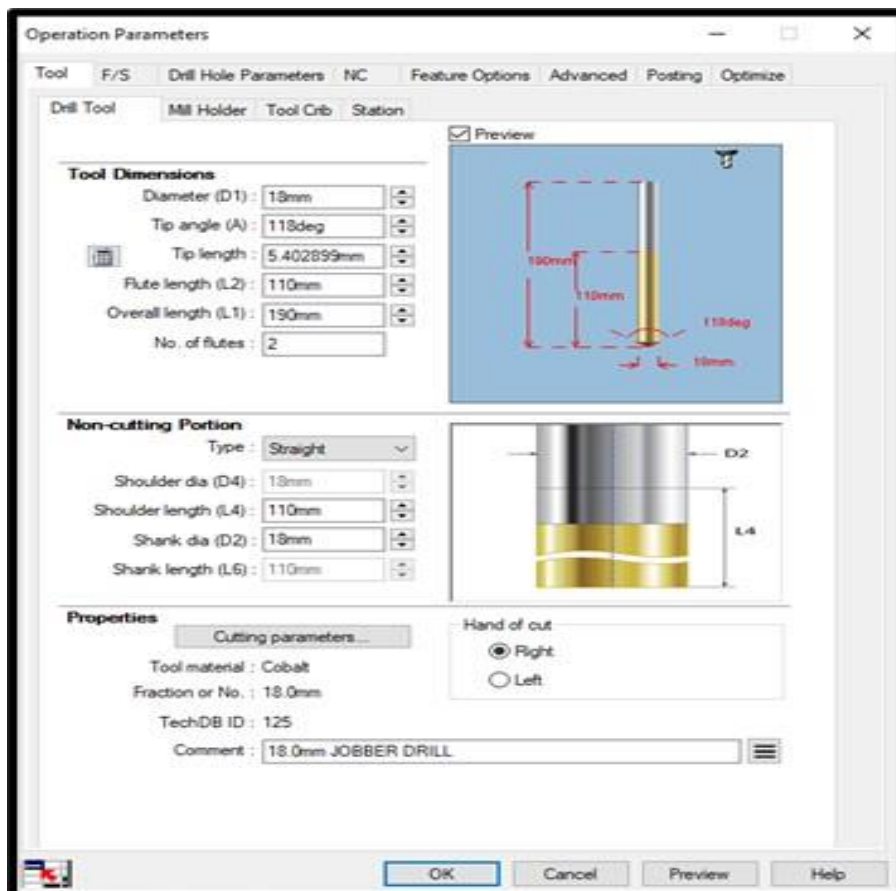 Operation Parameters
Tool F/S Drill Hole Parameters NC Feature Options Advanced Posting Optimize
Drill Tool Mill Holder Tool Crib Station
Preview
Tool Dimensions
Diameter (D1) : 18mm
Tip angle (A) : 118deg
Tip length : 5.402899mm
Flute length (L2) : 110mm
Overall length (L1) : 190mm
No. of flutes : 2
190mm
110mm
118deg
18mm
Non-cutting Portion
Type : Straight
Shoulder dia (D4) : 18mm
Shoulder length (L4) : 110mm
Shank dia (D2) : 18mm
Shank length (L6) : 110mm
D2
L4
Properties
Cutting parameters...
Tool material : Cobalt
Fraction or No. : 18.0mm
TechDB ID : 125
Comment : 18.0mm JOBBER DRILL
Hand of cut
Right
Left
OK Cancel Preview Help